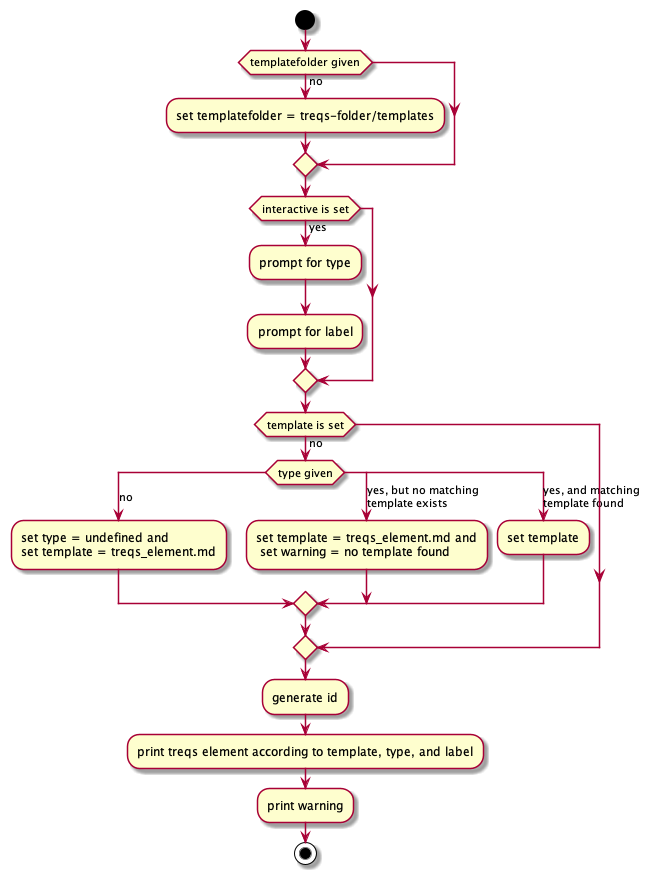 templatefolder given
no
set templatefolder = treqs-folder/templates
interactive is set
yes
prompt for type
prompt for label
template is set
no
type given
no
yes, but no matching
template exists
yes, and matching
template found
set type = undefined and
set template = treqs_element.md
set template = treqs_element.md and
set warning = no template found
set template
generate id
print treqs element according to template, type, and label
print warning